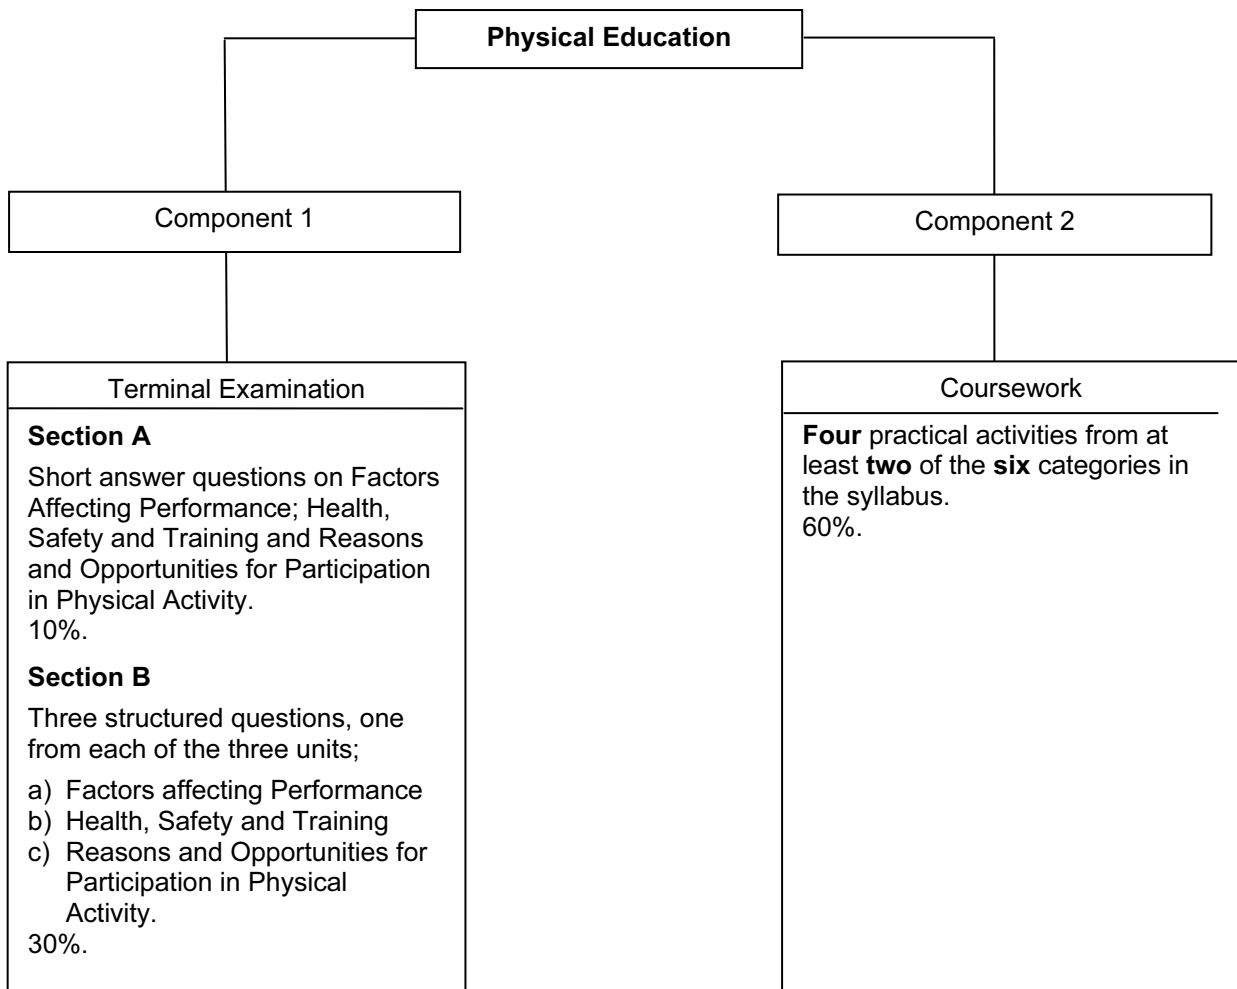 Physical Education
Component 1
Component 2
Terminal Examination
Section A
Short answer questions on Factors
Affecting Performance; Health,
Safety and Training and Reasons
and Opportunities for Participation
in Physical Activity.
10%.
Section B
Three structured questions, one
from each of the three units;
a) Factors affecting Performance
b) Health, Safety and Training
c) Reasons and Opportunities for
Participation in Physical
Activity.
30%.
Coursework
Four practical activities from at
least two of the six categories in
the syllabus.
60%.